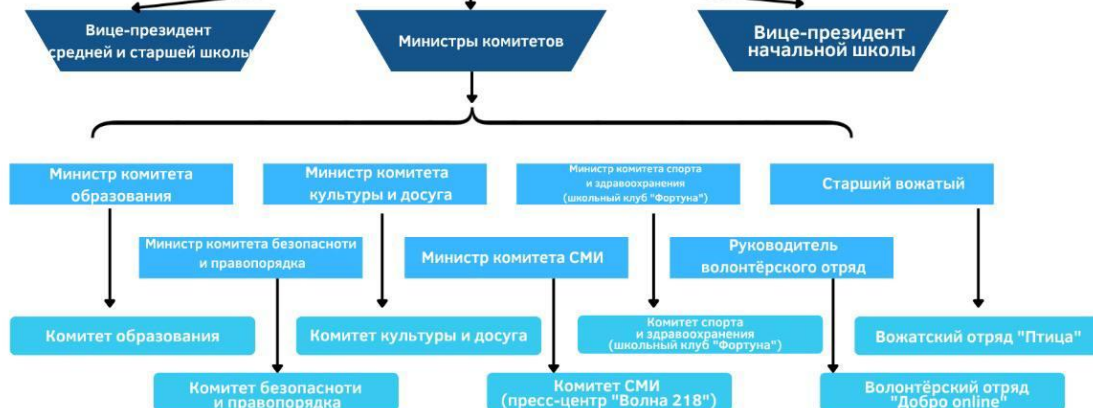 Вице-президент
средней и старшей школы
Министры комитетов
Вице-президент
начальной школы
Министр комитета
образования
Министр комитета
культуры и досуга
Министр комитета спорта
и здравоохранения
(школьный клуб "Фортуна")
Старший вожатый
Министр комитета безопасноти
и правопорядка
Министр комитета СМИ
Руководитель
волонтёрского отряд
Комитет образования
Комитет культуры и досуга
Комитет спорта
и здравоохранения
(школьный клуб "Фортуна")
Вожатский отряд "Птица"
Комитет безопасноти
и правопорядка
Комитет СМИ
(пресс-центр "Волна 218")
Волонтёрский отряд
"Добро online"